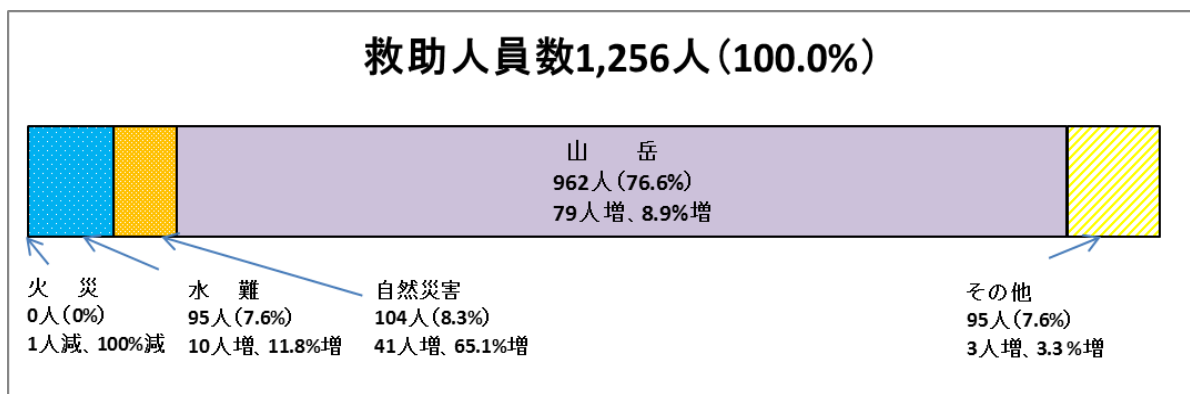 救助人員数1,256人(100.0%)
山　岳
962人(76.6%)
79人増、8.9%増
火　災
0人(0%)
1人減、100%減
水　難
95人(7.6%)
10人増、11.8%増
自然災害
104人(8.3%)
41人増、65.1%増
その他
95人(7.6%)
3人増、3.3%増